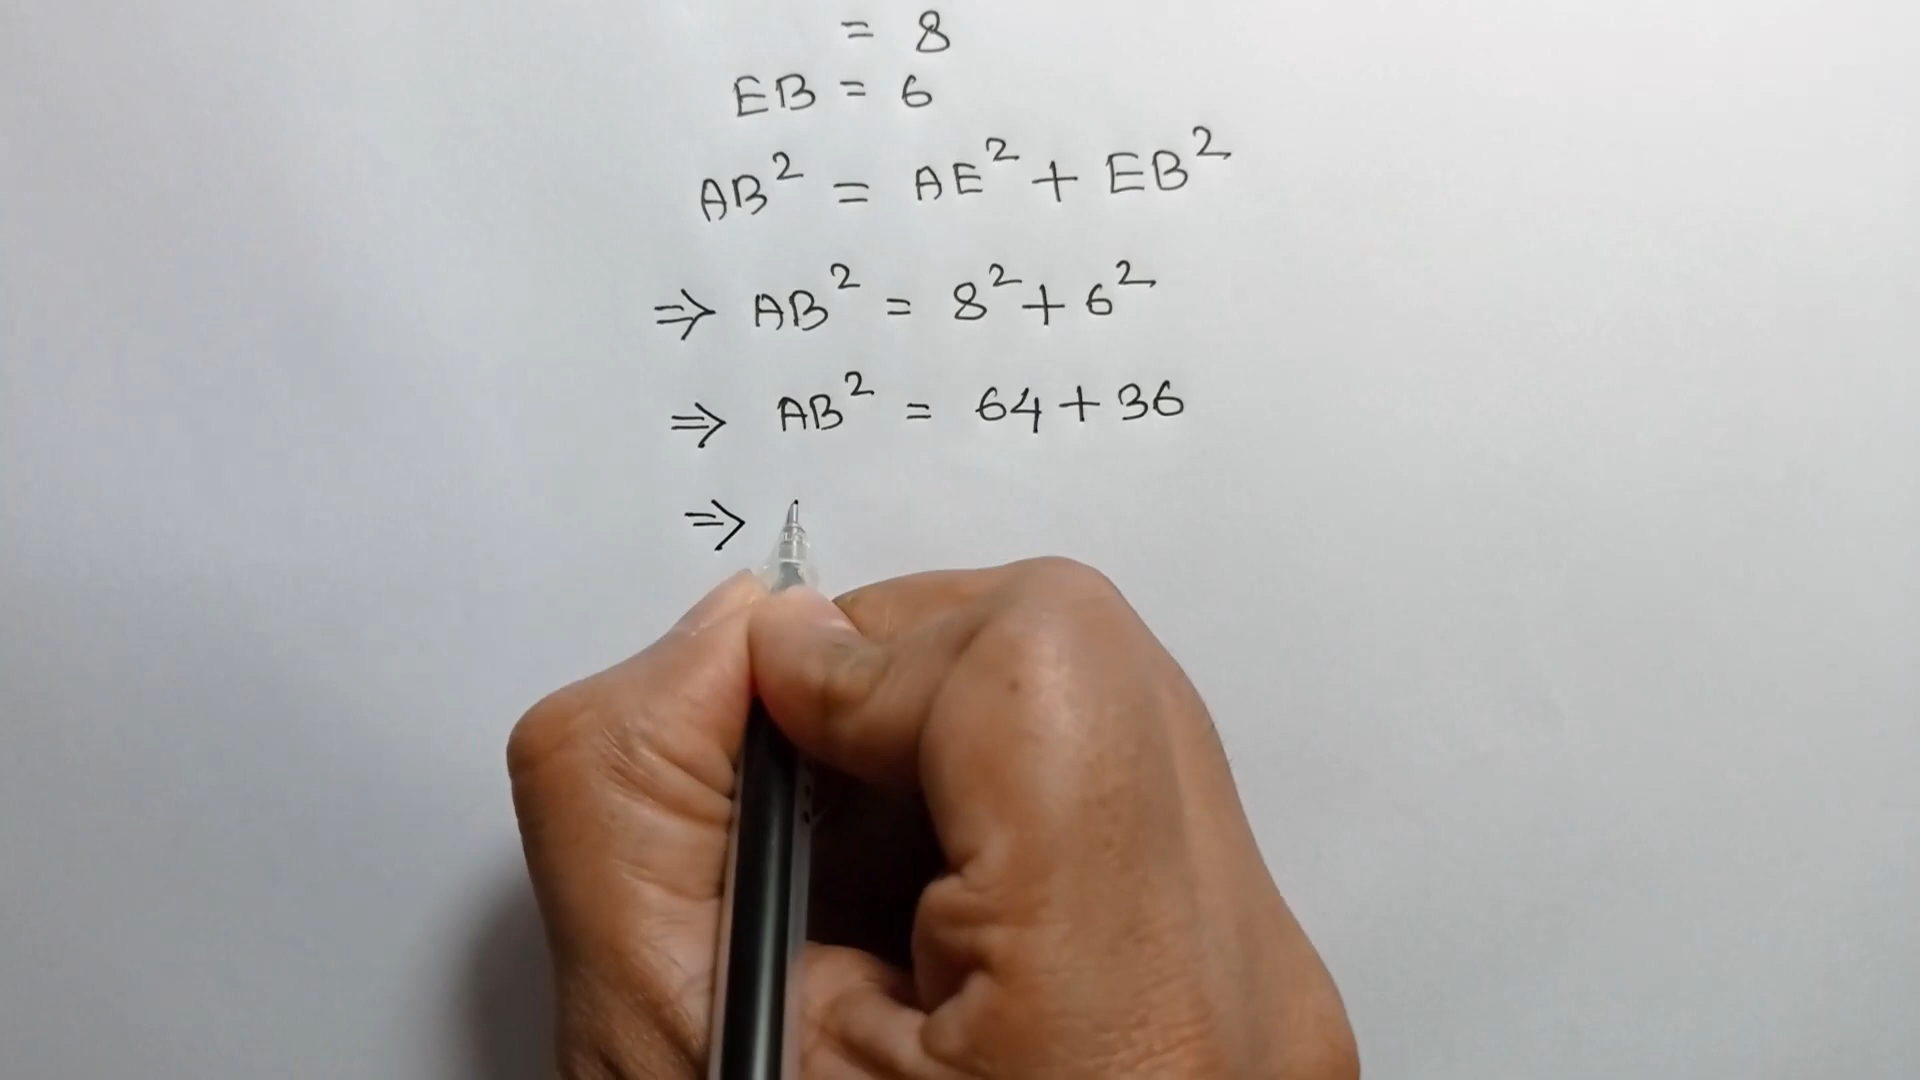 = 8
EB = 6
AB² = AE² + EB²
⇒ AB² = 8² + 6²
⇒ AB² = 64 + 36
⇒